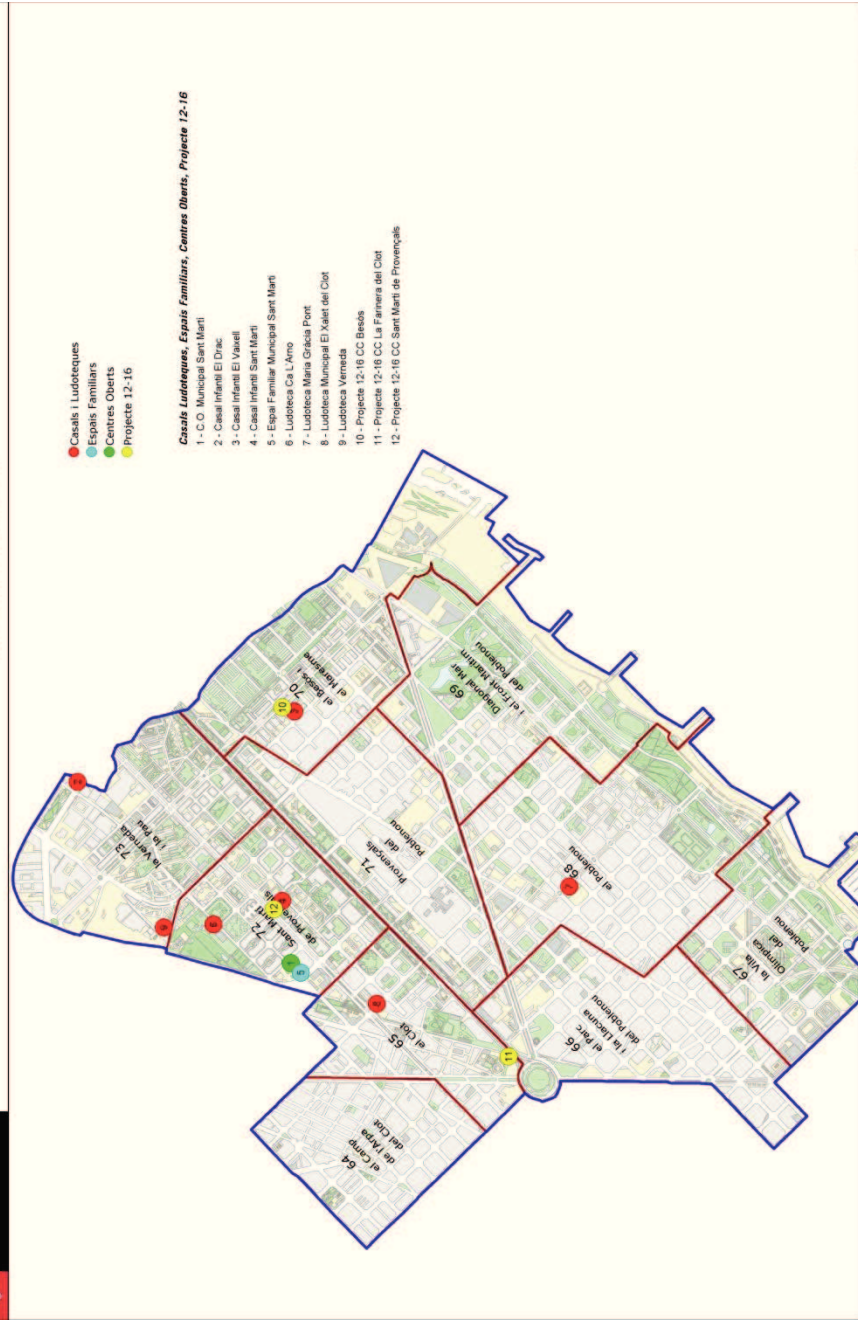 Casals i Ludoteques
Espais Familiars
Centres Oberts
Projecte 12-16
Casals Ludoteques, Espais Familiars, Centres Oberts, Projecte 12-16
1 - C.O. Municipal Sant Martí
2 - Casal Infantil El Drac
3 - Casal Infantil El Vaixell
4 - Casal Infantil Sant Martí
5 - Espai Familiar Municipal Sant Martí
6 - Ludoteca Ca L'Arno
7 - Ludoteca Maria Gràcia Pont
8 - Ludoteca Municipal El Xalet del Clot
9 - Ludoteca Verneda
10 - Projecte 12-16 CC Besòs
11 - Projecte 12-16 CC La Farinera del Clot
12 - Projecte 12-16 CC Sant Martí de Provençals
64
el Camp
de l'Arpa
del Clot
65
el Clot
8
11
72
Sant Martí
de Provençals
1
5
6
12
9
73
la Verneda
i la Pau
70
el Besòs i
el Maresme
10
71
Provençals
del
Poblenou
69
Diagonal Mar
i el Front Marítim
del Poblenou
68
el Poblenou
7
66
el Parc
i la Llacuna
del Poblenou
67
la Vila
Olímpica
del
Poblenou